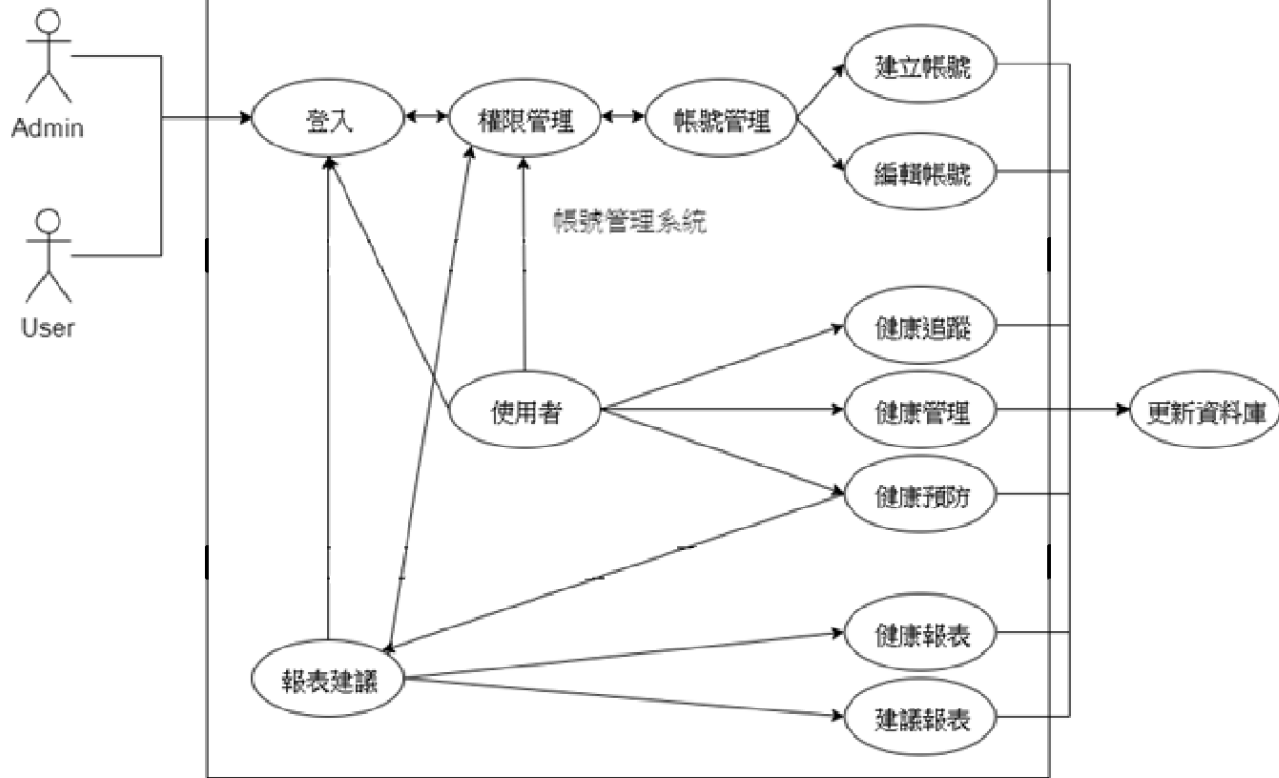 Admin
User
登入
權限管理
帳號管理
建立帳號
編輯帳號
帳號管理系統
使用者
健康追蹤
健康管理
健康預防
更新資料庫
報表建議
健康報表
建議報表